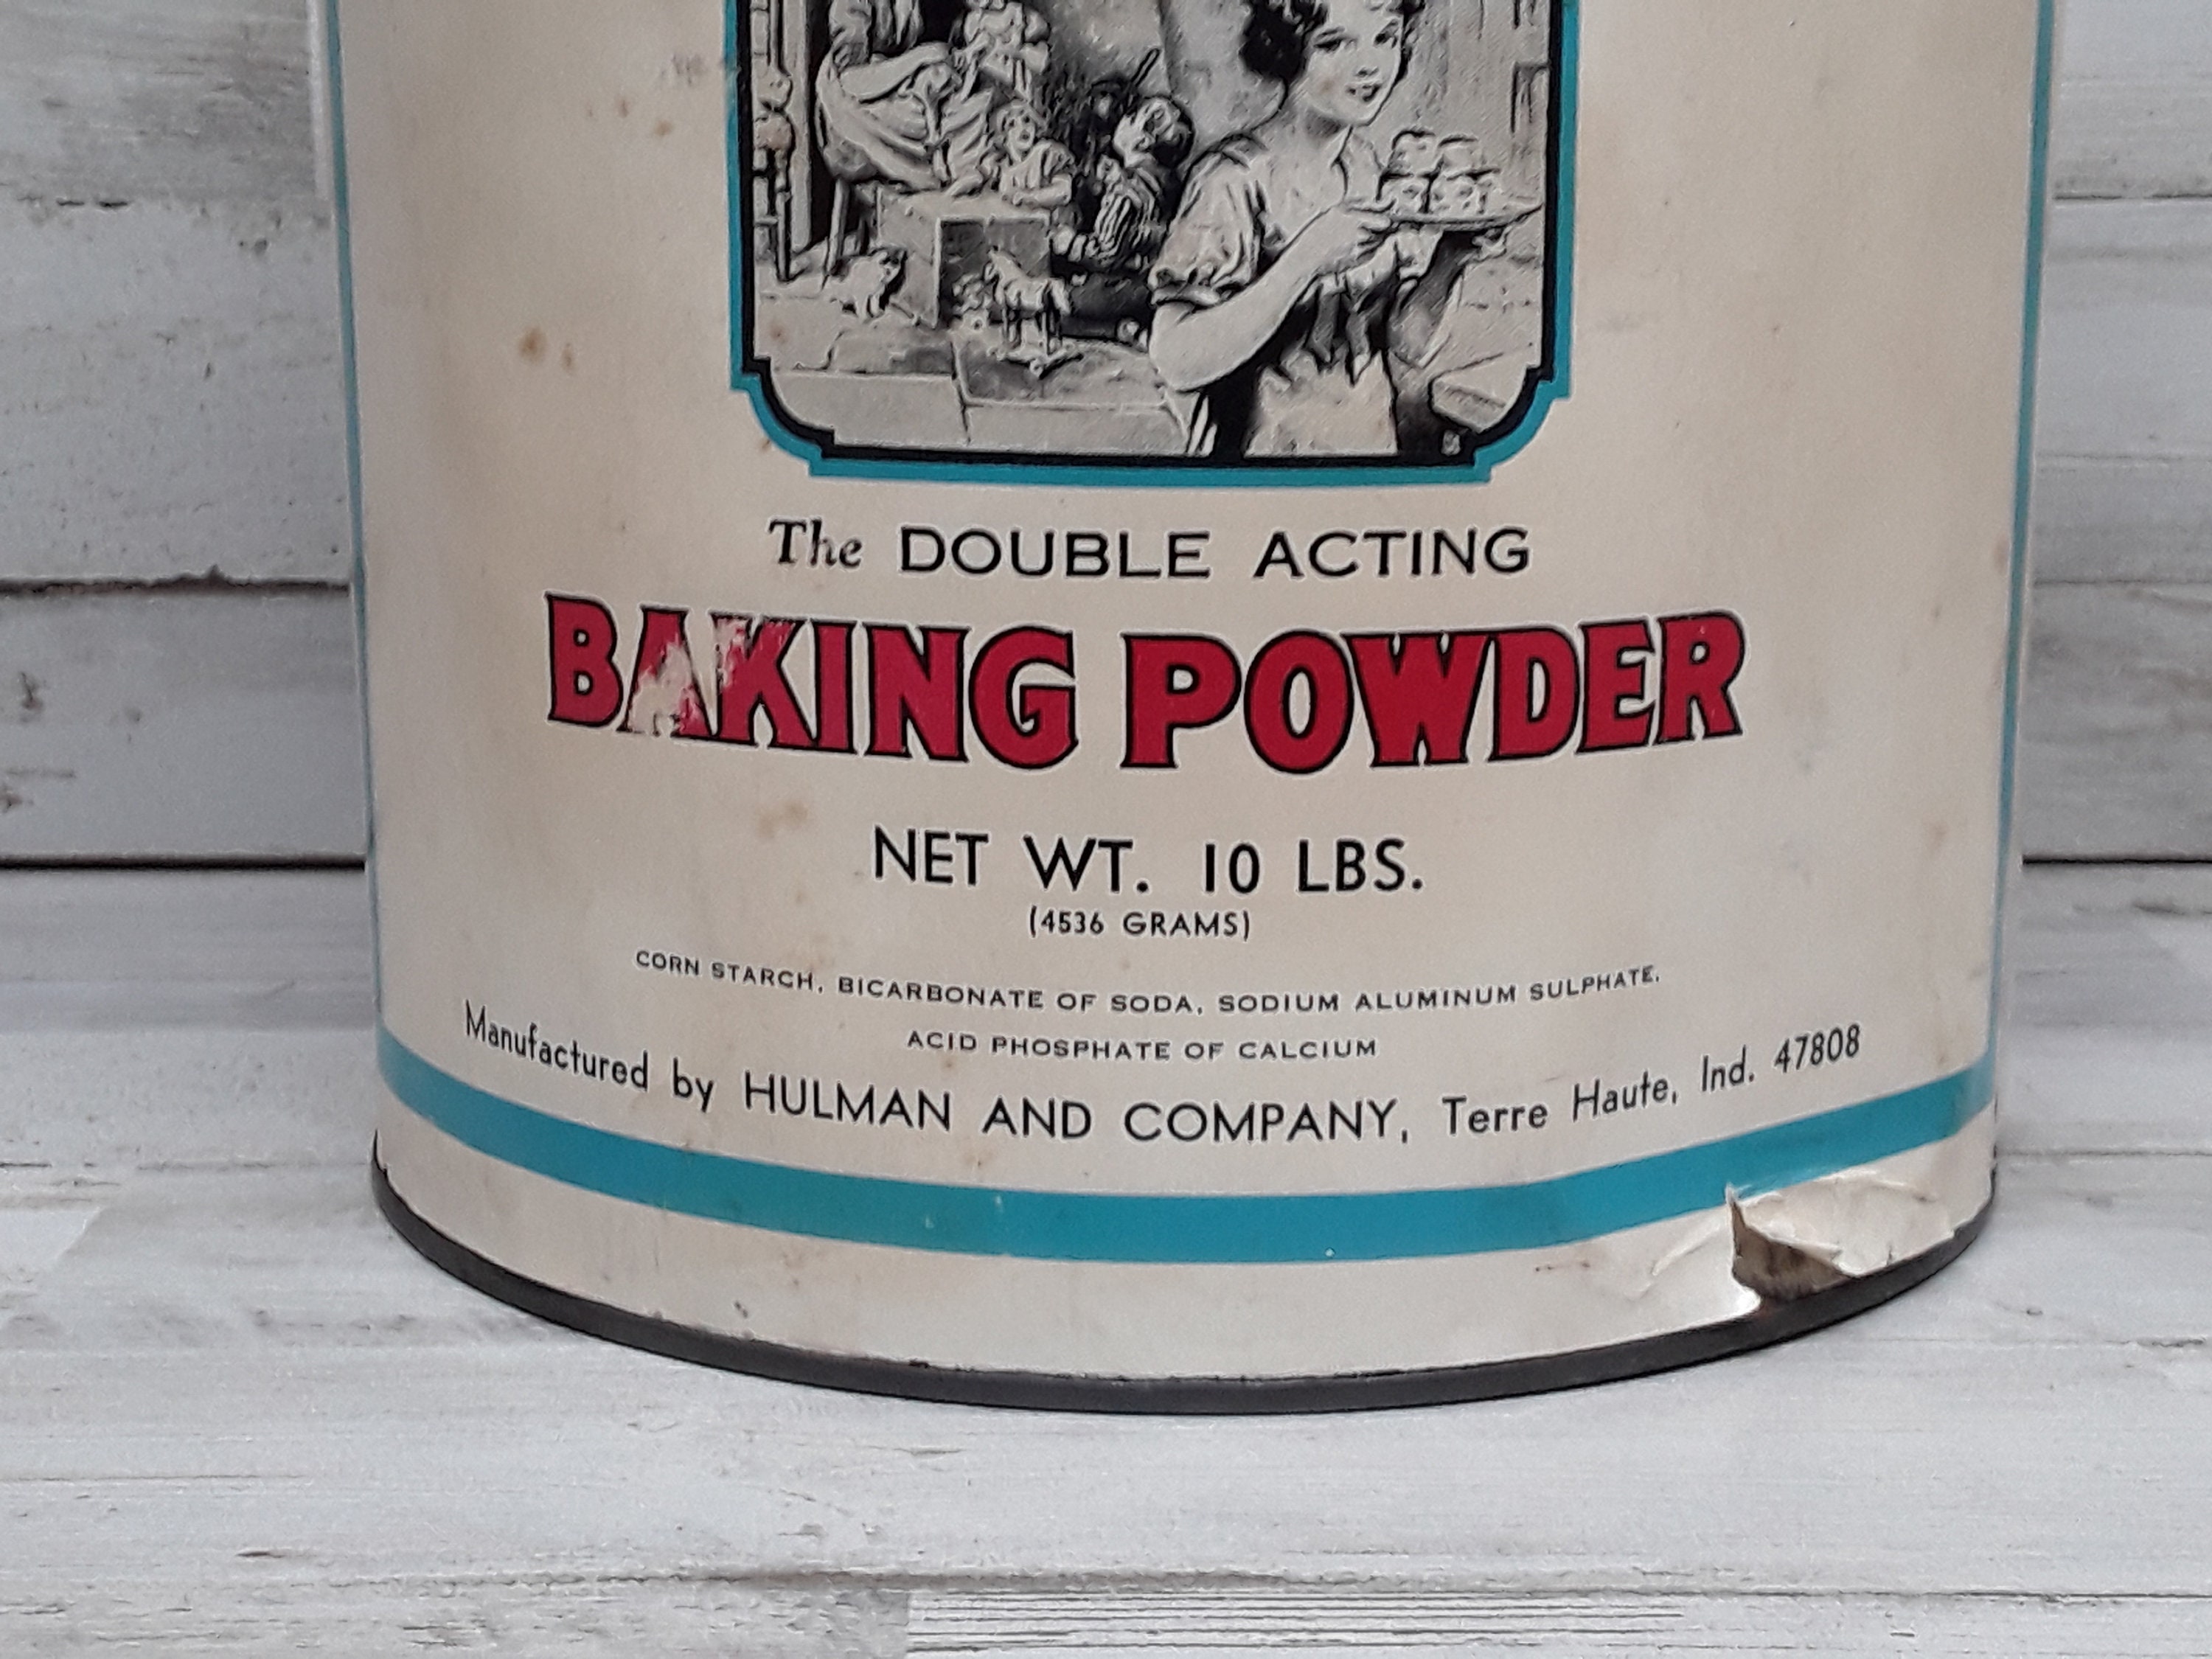 The DOUBLE ACTING
BAKING POWDER
NET WT. 10 LBS.
(4536 GRAMS)
CORN STARCH, BICARBONATE OF SODA, SODIUM ALUMINUM SULPHATE,
ACID PHOSPHATE OF CALCIUM
Manufactured by HULMAN AND COMPANY, Terre Haute, Ind. 47808